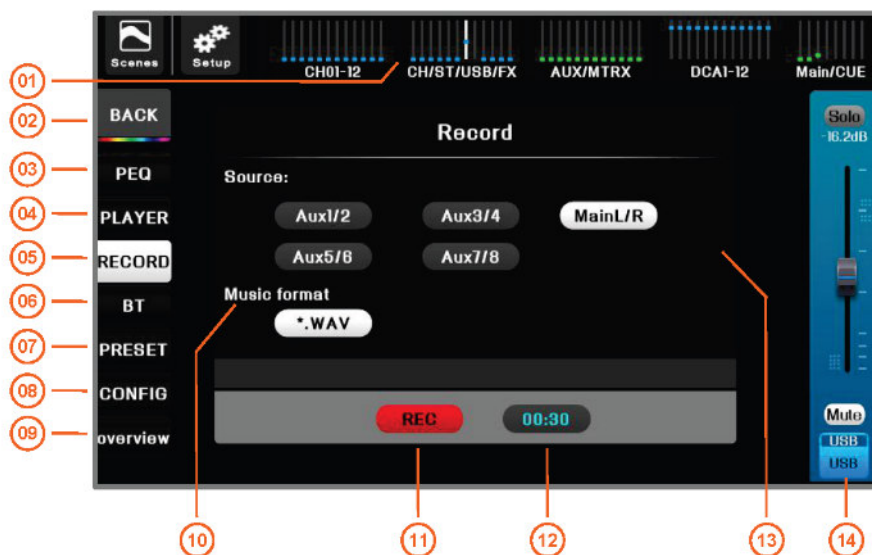 Scenes
Setup
CH01-12
CH/ST/USB/FX
AUX/MTRX
DCA1-12
Main/CUE
01
02
BACK
Record
Solo
-16.2dB
03
PEQ
Source:
04
PLAYER
Aux1/2
Aux3/4
MainL/R
05
RECORD
Aux5/6
Aux7/8
06
BT
Music format
*.WAV
07
PRESET
08
CONFIG
REC
00:30
Mute
09
overview
USB
USB
10
11
12
13
14